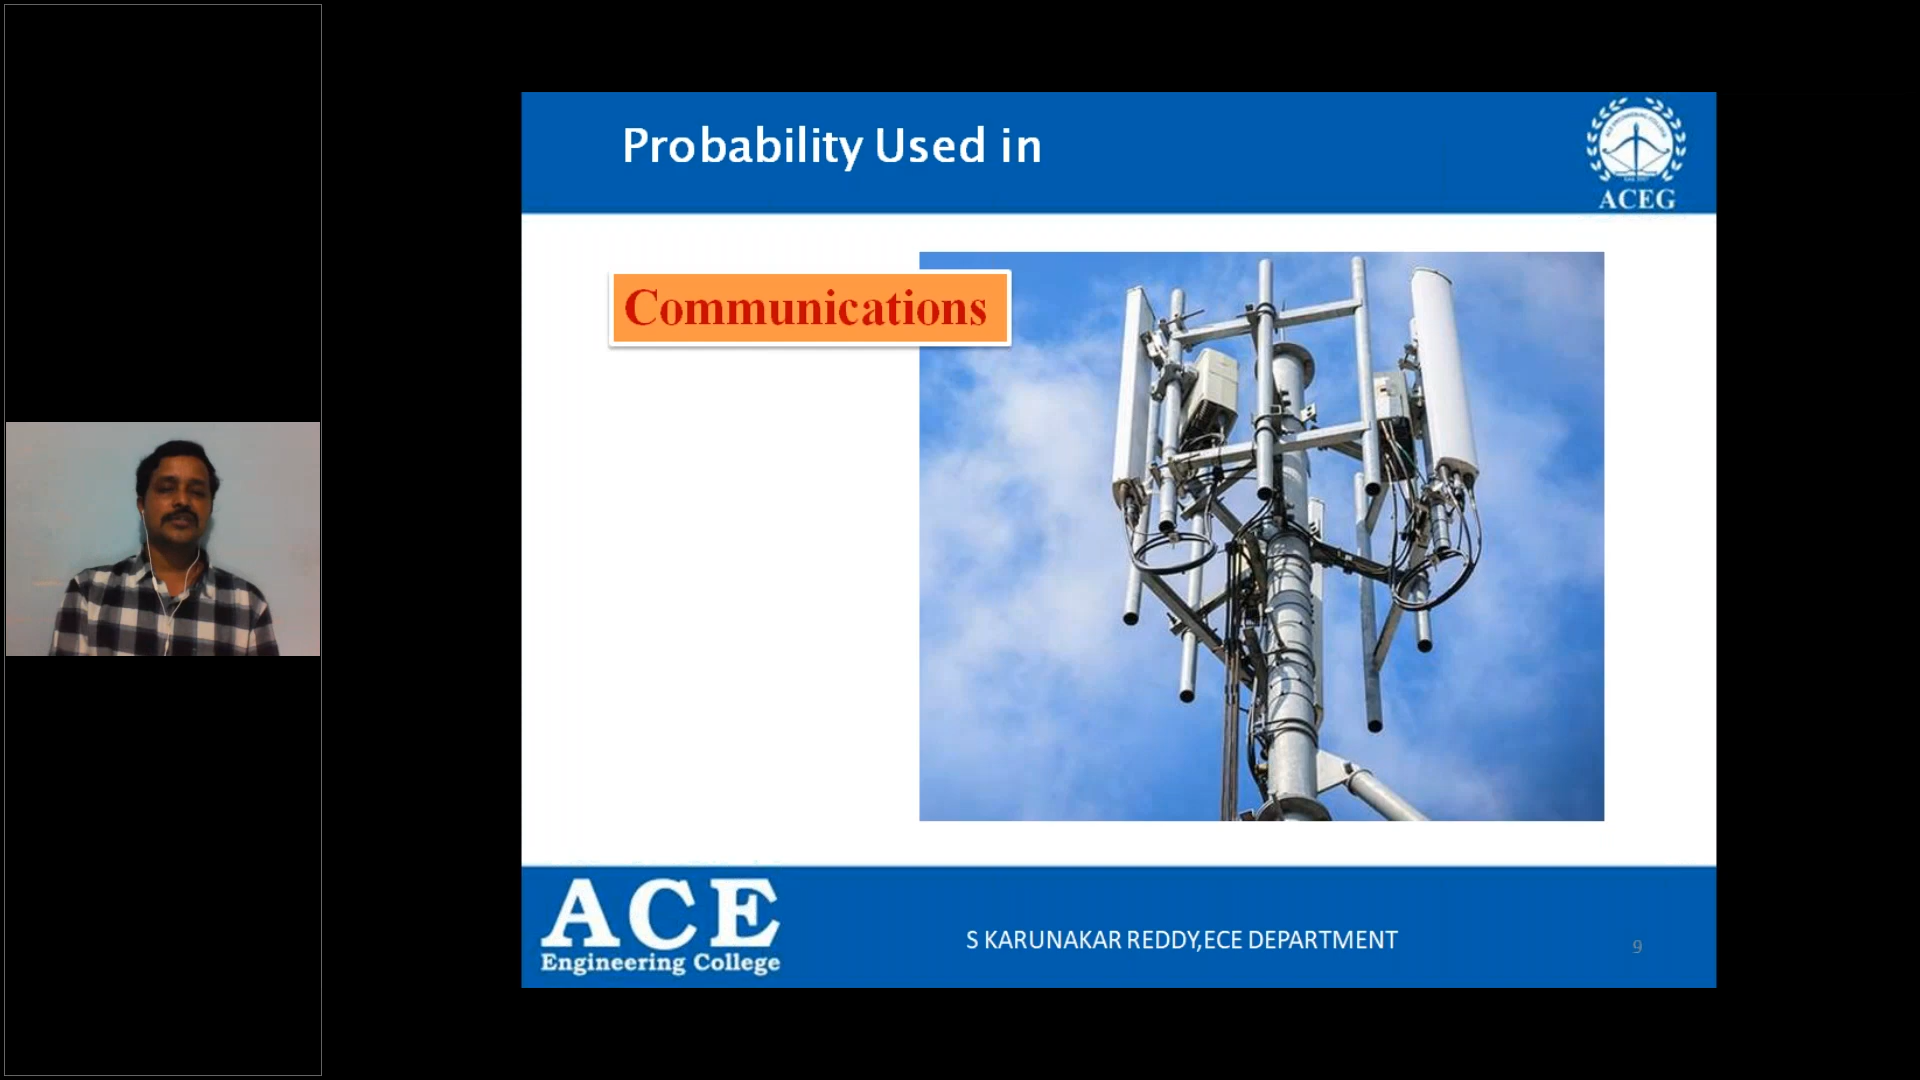 Probability Used in
ACEG
Communications
ACE
Engineering College
S KARUNAKAR REDDY,ECE DEPARTMENT
9